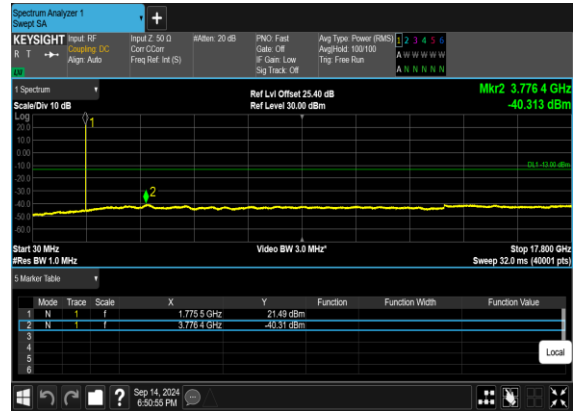 Spectrum Analyzer 1
Swept SA
KEYSIGHT
R T
LW
Input: RF
Coupling: DC
Align: Auto
Input Z: 50 Ω
Corr CCorr
Freq Ref: Int (S)
#Atten: 20 dB
PNO: Fast
Gate: Off
IF Gain: Low
Sig Track: Off
Avg Type: Power (RMS)
Avg|Hold: 100/100
Trig: Free Run
1 2 3 4 5 6
A W W W W W
A N N N N N
1 Spectrum
Scale/Div 10 dB
Ref Lvl Offset 25.40 dB
Ref Level 30.00 dBm
Mkr2 3.776 4 GHz
-40.313 dBm
Log
20.0
10.0
0.00
-10.0
-20.0
-30.0
-40.0
-50.0
-60.0
1
2
DL1 -13.00 dBm
Start 30 MHz
#Res BW 1.0 MHz
Video BW 3.0 MHz*
Stop 17.800 GHz
Sweep 32.0 ms (40001 pts)
5 Marker Table
Mode Trace Scale X Y Function Function Width Function Value
1 N 1 f 1.775 5 GHz 21.49 dBm
2 N 1 f 3.776 4 GHz -40.31 dBm
3
4
5
6
Local
?
Sep 14, 2024
6:50:55 PM